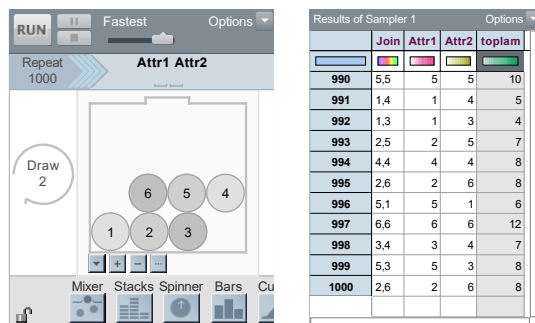 RUN
Fastest
Options
Repeat
1000
Attr1 Attr2
Draw
2
6 5 4
1 2 3
Mixer Stacks Spinner Bars Cu
Results of Sampler 1 Options
Join Attr1 Attr2 toplam
990 5,5 5 5 10
991 1,4 1 4 5
992 1,3 1 3 4
993 2,5 2 5 7
994 4,4 4 4 8
995 2,6 2 6 8
996 5,1 5 1 6
997 6,6 6 6 12
998 3,4 3 4 7
999 5,3 5 3 8
1000 2,6 2 6 8